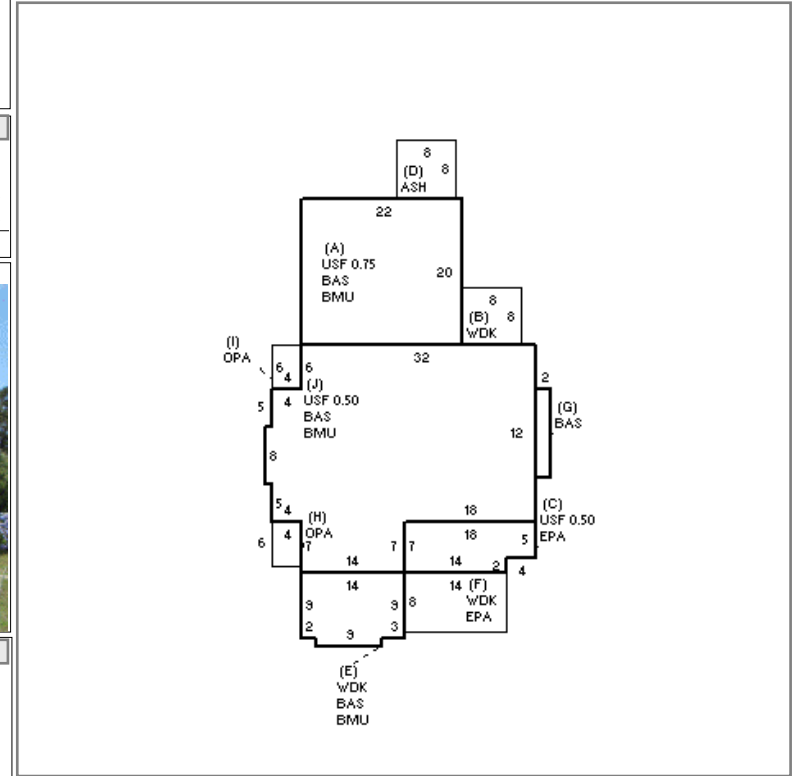 8
(D) 8
ASH
22
(A)
USF 0.75
BAS
BMU
20
8
(B) 8
WDK
(I)
OPA
6
4
6
32
(J)
USF 0.50
BAS
BMU
4
5
2
(G)
BAS
12
8
5
4
(H)
OPA
4
6
7
14
7
7
18
18
(C)
USF 0.50
EPA
5
14
2
4
14
9
9
2
9
3
8
14
(F)
WDK
EPA
(E)
WDK
BAS
BMU